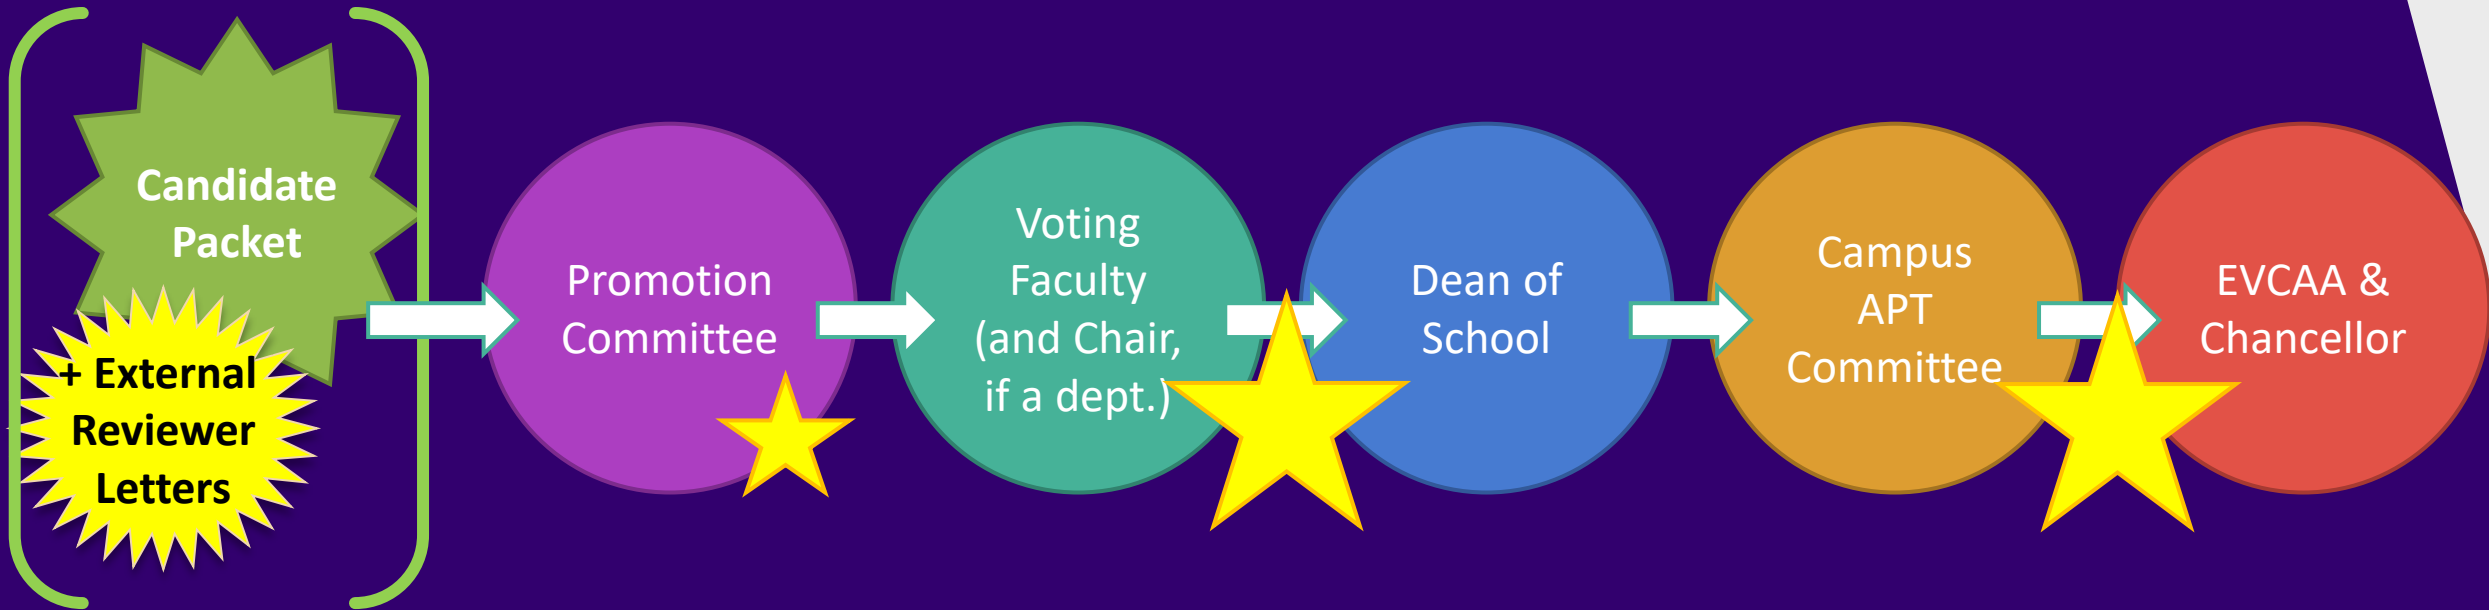 Candidate
Packet
+ External
Reviewer
Letters
Promotion
Committee
Voting
Faculty
(and Chair,
if a dept.)
Dean of
School
Campus
APT
Committee
EVCAA &
Chancellor